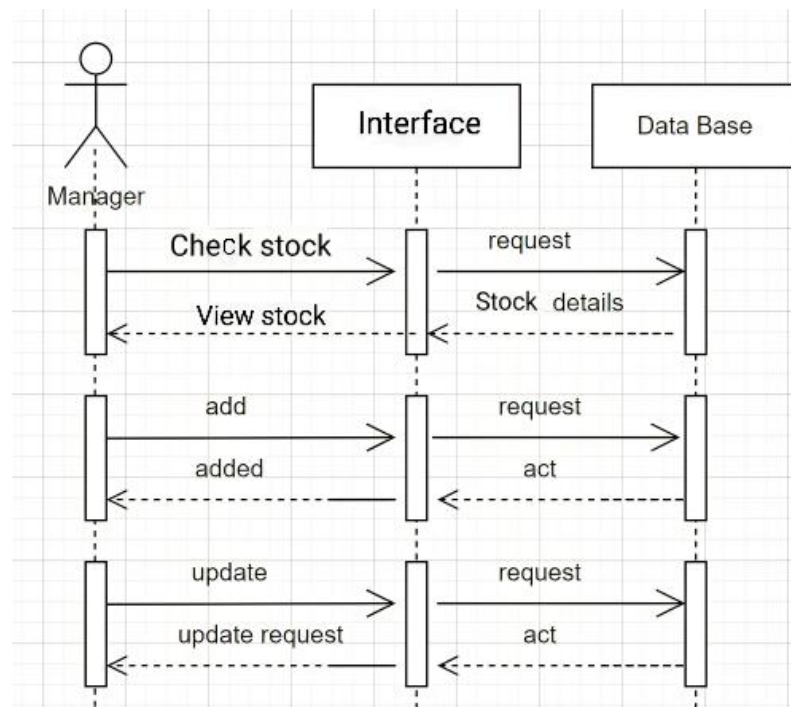 Interface
Data Base
Manager
Check stock
request
View stock
Stock details
add
request
added
act
update
request
update request
act